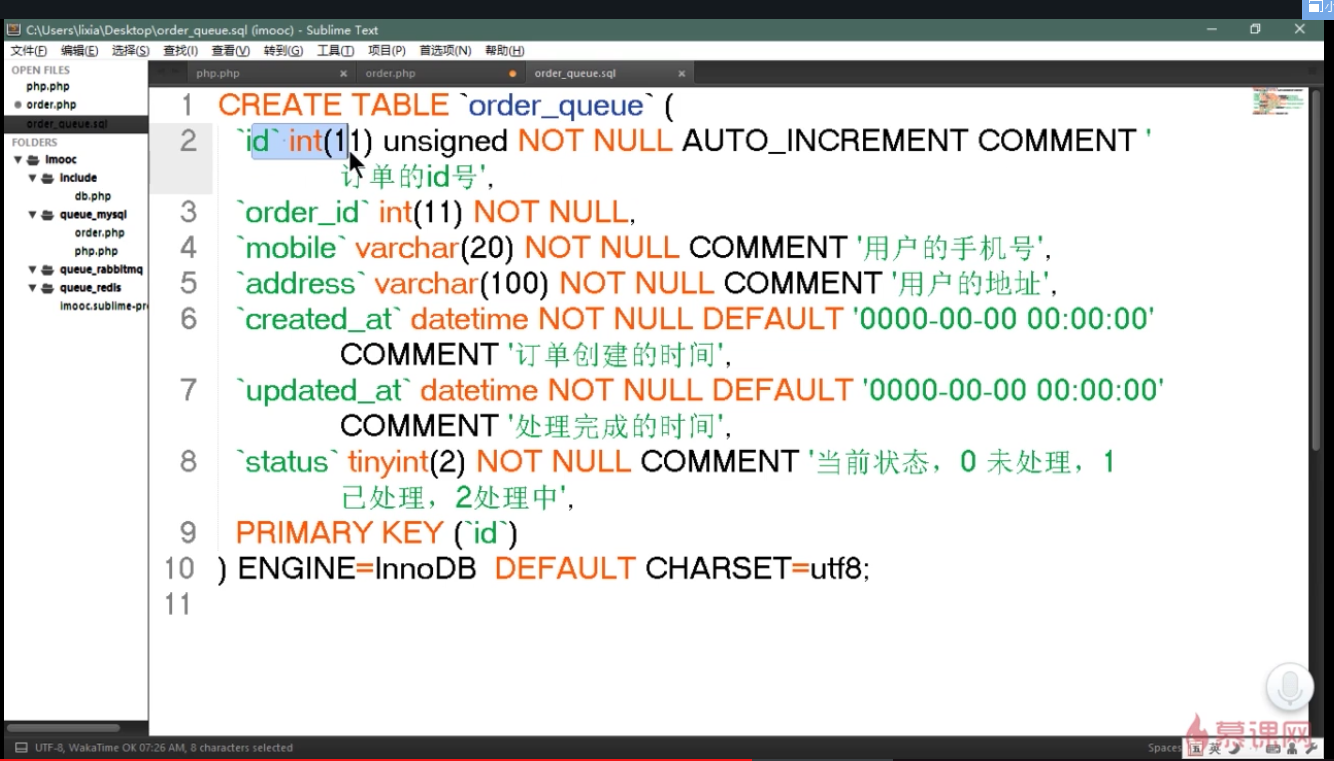 小
C:\Users\lixia\Desktop\order_queue.sql (imooc) - Sublime Text
文件(F) 编辑(E) 选择(S) 查找(I) 查看(V) 转到(G) 工具(T) 项目(P) 首选项(N) 帮助(H)
OPEN FILES
php.php
order.php
order_queue.sql
FOLDERS
imooc
include
db.php
queue_mysql
order.php
php.php
queue_rabbitmq
queue_redis
imooc.sublime-pr
php.php order.php order_queue.sql
1 CREATE TABLE `order_queue` (
2 `id` int(11) unsigned NOT NULL AUTO_INCREMENT COMMENT '
订单的id号',
3 `order_id` int(11) NOT NULL,
4 `mobile` varchar(20) NOT NULL COMMENT '用户的手机号',
5 `address` varchar(100) NOT NULL COMMENT '用户的地址',
6 `created_at` datetime NOT NULL DEFAULT '0000-00-00 00:00:00'
COMMENT '订单创建的时间',
7 `updated_at` datetime NOT NULL DEFAULT '0000-00-00 00:00:00'
COMMENT '处理完成的时间',
8 `status` tinyint(2) NOT NULL COMMENT '当前状态，0 未处理，1
已处理，2处理中',
9 PRIMARY KEY (`id`)
10 ) ENGINE=InnoDB  DEFAULT CHARSET=utf8;
11
慕课网
UTF-8, WakaTime OK 07:26 AM, 8 characters selected
Spaces
五 英